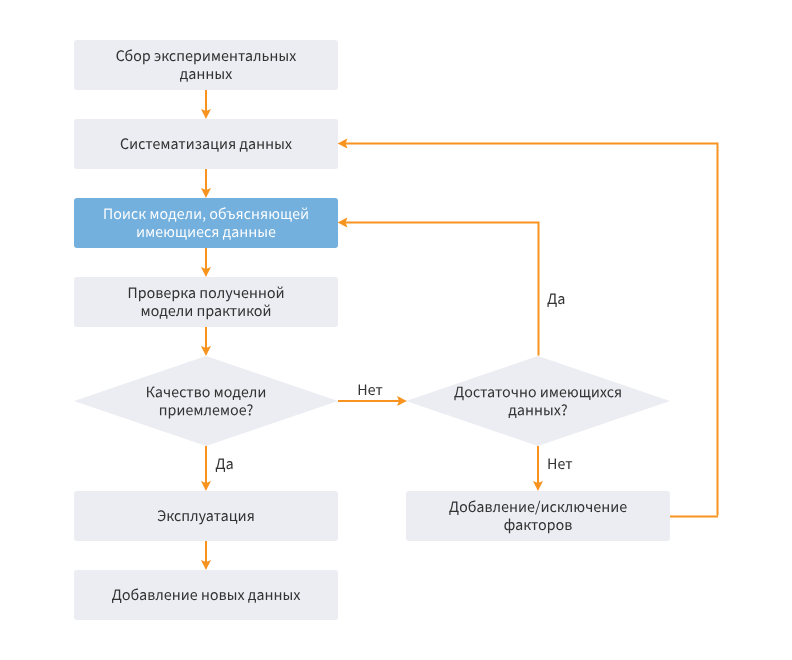 Сбор экспериментальных
данных
Систематизация данных
Поиск модели, объясняющей
имеющиеся данные
Да
Проверка полученной
модели практикой
Качество модели
приемлемое?
Нет
Достаточно имеющихся
данных?
Да
Нет
Эксплуатация
Добавление/исключение
факторов
Добавление новых данных